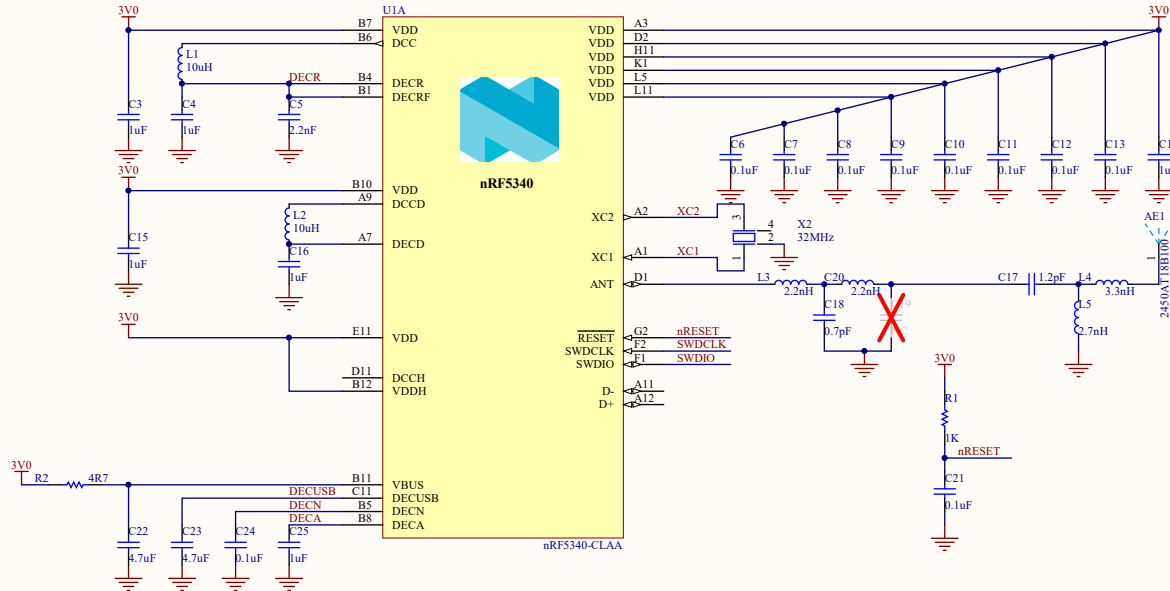 U1A
3V0
B7
VDD
B6
DCC
L1
10uH
DECR
B4
DECR
B1
DECRF
C3
1uF
C4
1uF
C5
2.2nF
3V0
B10
VDD
A9
DCCD
L2
10uH
A7
DECD
C15
1uF
C16
1uF
3V0
E11
VDD
D11
DCCH
B12
VDDH
3V0
R2
4R7
B11
VBUS
DECUSB
C11
DECUSB
DECN
B5
DECN
DECA
B8
DECA
C22
4.7uF
C23
4.7uF
C24
0.1uF
C25
1uF
nRF5340
nRF5340-CLAA
VDD
A3
VDD
D2
VDD
H11
VDD
K1
VDD
L5
VDD
L11
3V0
C6
0.1uF
C7
0.1uF
C8
0.1uF
C9
0.1uF
C10
0.1uF
C11
0.1uF
C12
0.1uF
C13
0.1uF
XC2
A2
XC2
XC1
A1
XC1
3
1
4
2
X2
32MHz
ANT
D1
L3
2.2nH
C20
2.2nH
C18
0.7pF
C17
1.2pF
L4
3.3nH
L5
2.7nH
AE1
1
2450AT18B100
RESET
G2
nRESET
SWDCLK
F2
SWDCLK
SWDIO
F1
SWDIO
D-
A11
D+
A12
3V0
R1
1K
nRESET
C21
0.1uF